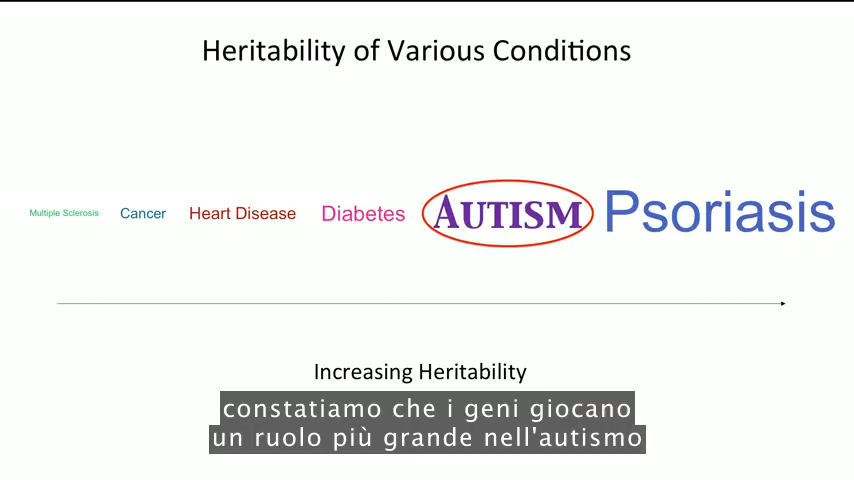 Heritability of Various Conditions
Multiple Sclerosis Cancer Heart Disease Diabetes AUTISM Psoriasis
Increasing Heritability
constatiamo che i geni giocano
un ruolo più grande nell'autismo